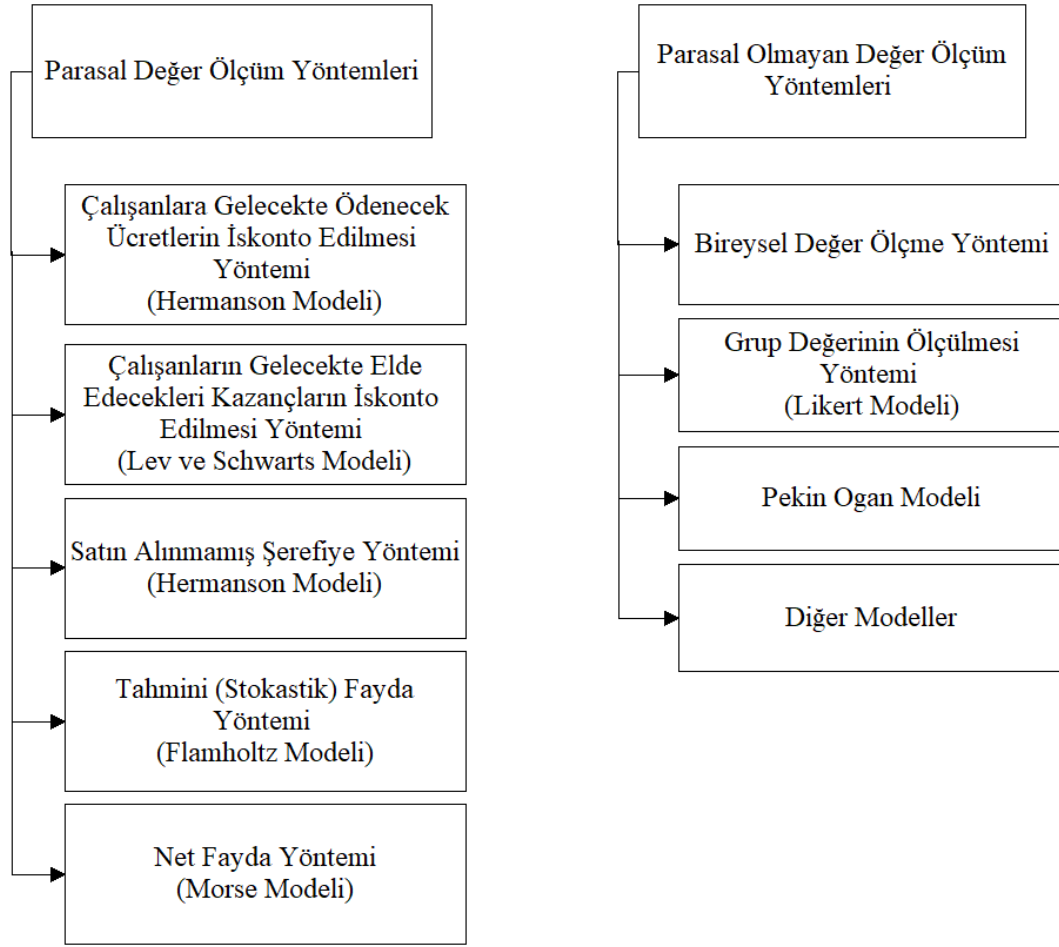 Parasal Değer Ölçüm Yöntemleri
Çalışanlara Gelecekte Ödenecek
Ücretlerin İskonto Edilmesi
Yöntemi
(Hermanson Modeli)
Çalışanların Gelecekte Elde
Edecekleri Kazançların İskonto
Edilmesi Yöntemi
(Lev ve Schwarts Modeli)
Satın Alınmamış Şerefiye Yöntemi
(Hermanson Modeli)
Tahmini (Stokastik) Fayda
Yöntemi
(Flamholtz Modeli)
Net Fayda Yöntemi
(Morse Modeli)
Parasal Olmayan Değer Ölçüm
Yöntemleri
Bireysel Değer Ölçme Yöntemi
Grup Değerinin Ölçülmesi
Yöntemi
(Likert Modeli)
Pekin Ogan Modeli
Diğer Modeller